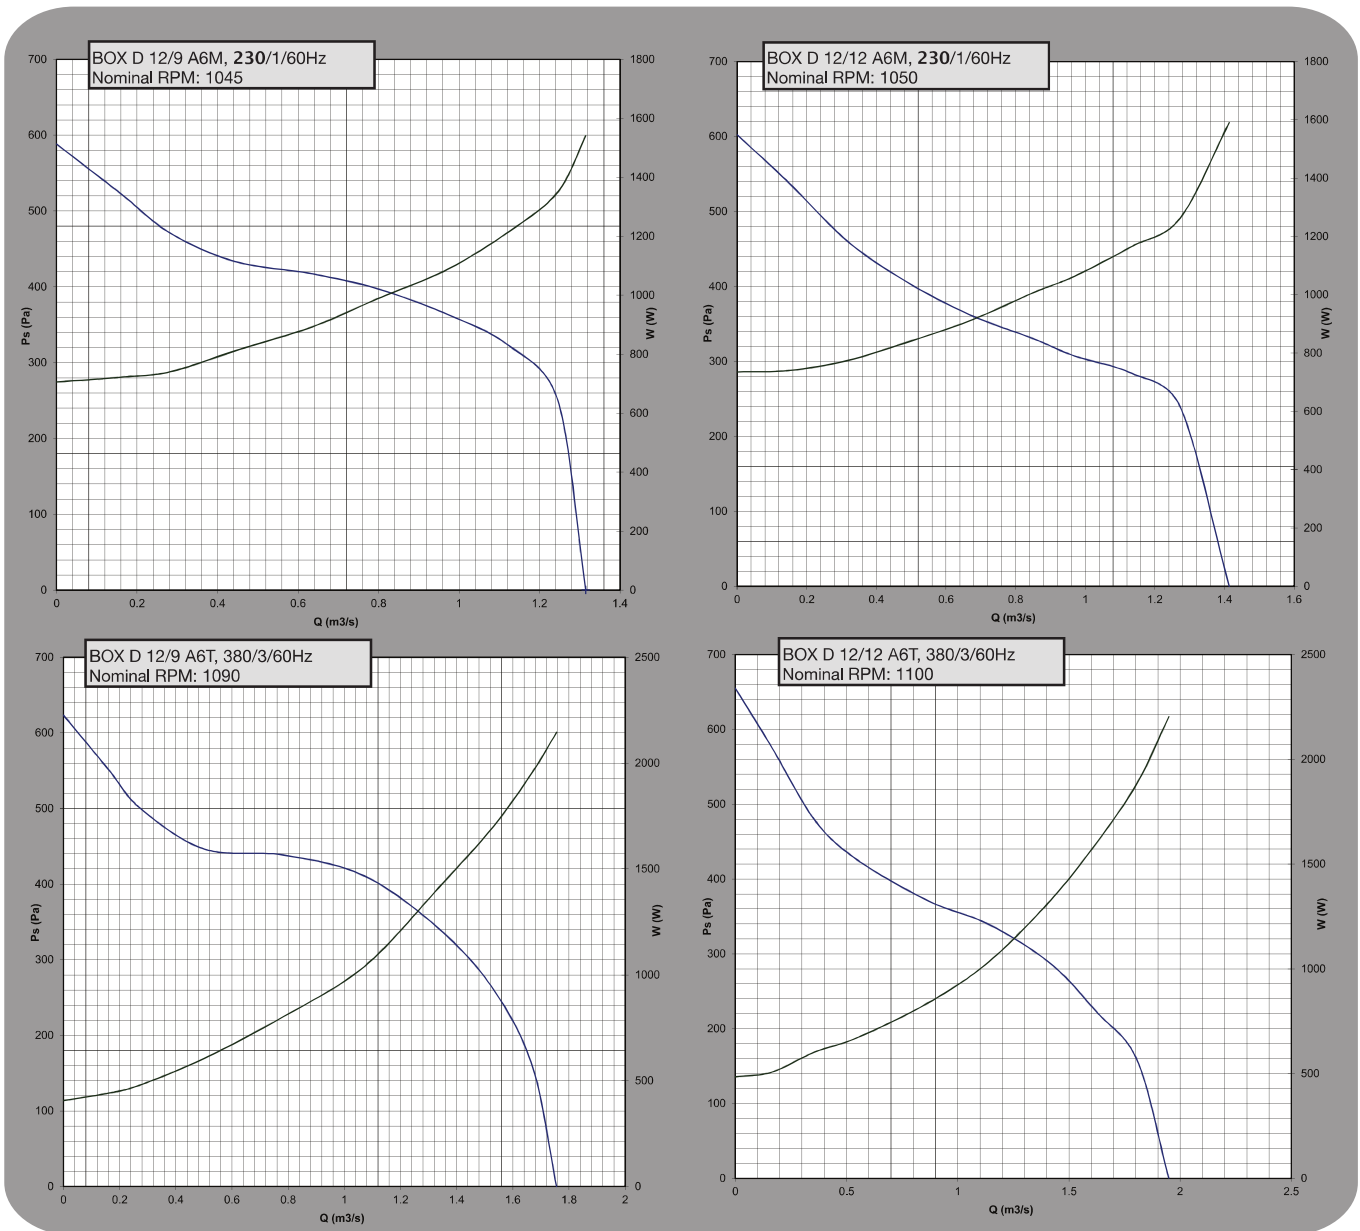 BOX D 12/9 A6M, 230/1/60Hz
Nominal RPM: 1045
700
600
500
400
300
200
100
0
Ps (Pa)
1800
1600
1400
1200
1000
800
600
400
200
0
W (W)
0 0.2 0.4 0.6 0.8 1 1.2 1.4
Q (m3/s)
BOX D 12/12 A6M, 230/1/60Hz
Nominal RPM: 1050
700
600
500
400
300
200
100
0
Ps (Pa)
1800
1600
1400
1200
1000
800
600
400
200
0
W (W)
0 0.2 0.4 0.6 0.8 1 1.2 1.4 1.6
Q (m3/s)
BOX D 12/9 A6T, 380/3/60Hz
Nominal RPM: 1090
700
600
500
400
300
200
100
0
Ps (Pa)
2500
2000
1500
1000
500
0
W (W)
0 0.2 0.4 0.6 0.8 1 1.2 1.4 1.6 1.8 2
Q (m3/s)
BOX D 12/12 A6T, 380/3/60Hz
Nominal RPM: 1100
700
600
500
400
300
200
100
0
Ps (Pa)
2500
2000
1500
1000
500
0
W (W)
0 0.5 1 1.5 2 2.5
Q (m3/s)